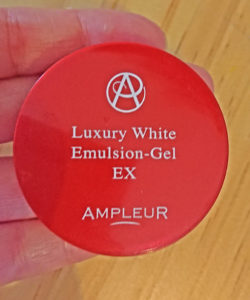 Luxury White
Emulsion-Gel
EX
AMPLEUR